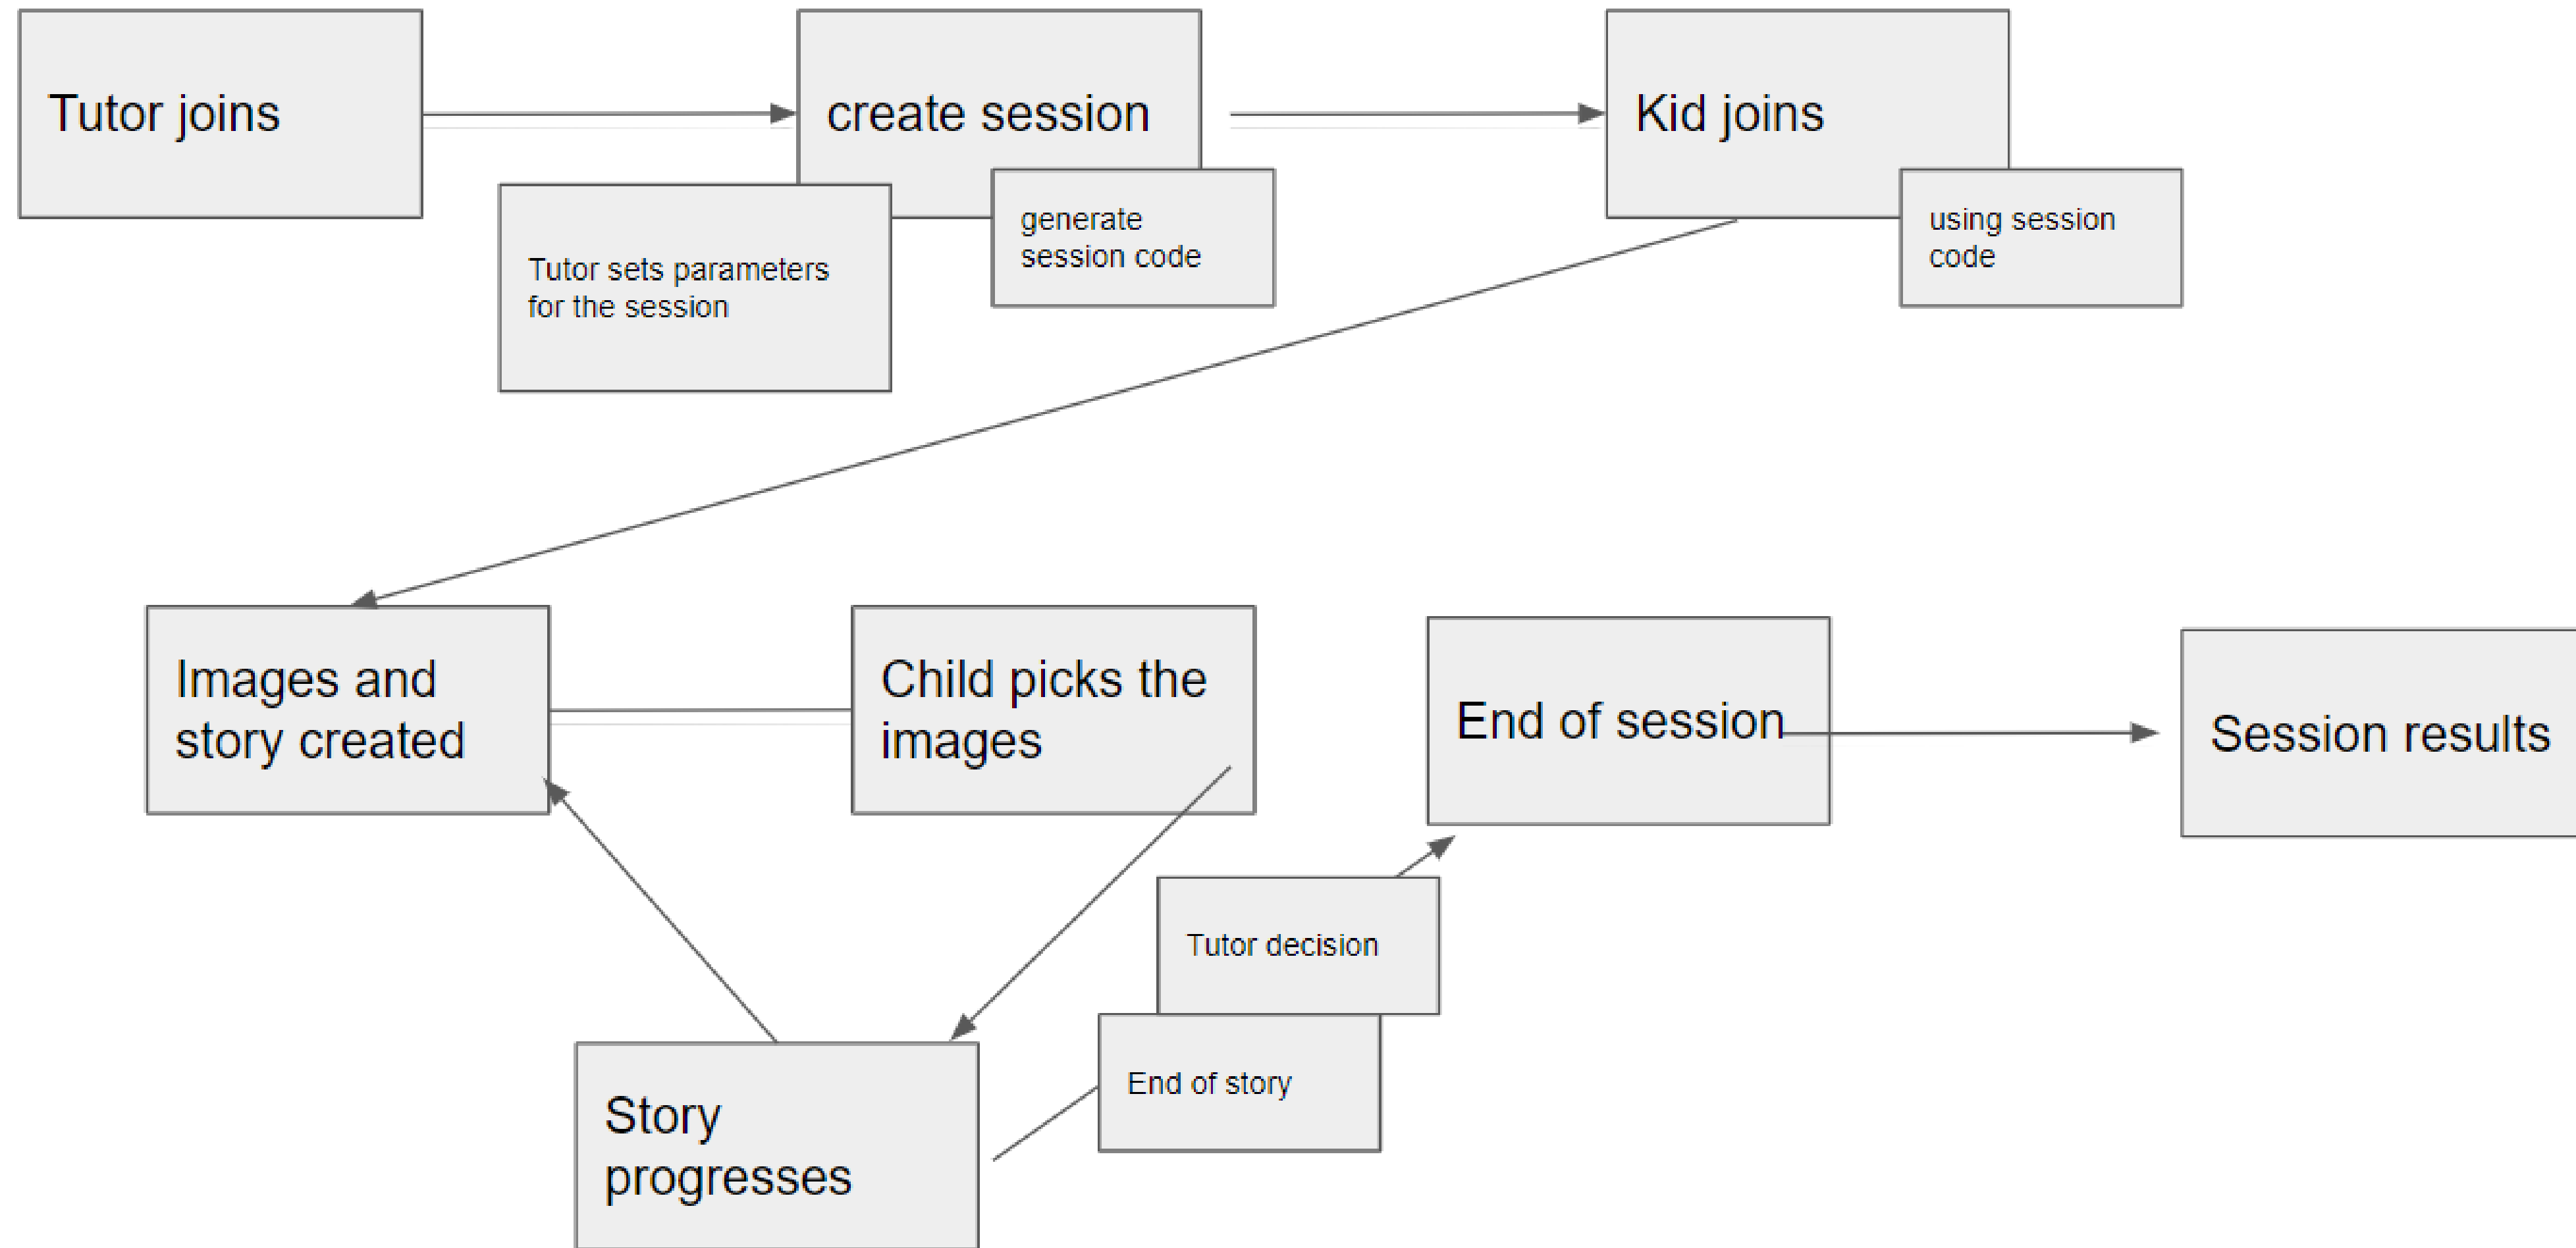 Tutor joins
create session
Kid joins
Tutor sets parameters
for the session
generate
session code
using session
code
Images and
story created
Child picks the
images
End of session
Session results
Tutor decision
End of story
Story
progresses